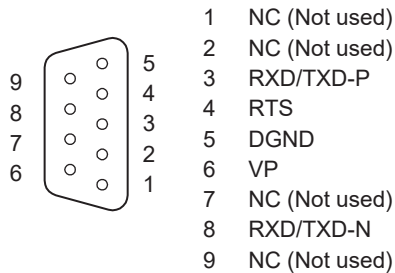 5
9
4
8
3
7
2
6
1
1 NC (Not used)
2 NC (Not used)
3 RXD/TXD-P
4 RTS
5 DGND
6 VP
7 NC (Not used)
8 RXD/TXD-N
9 NC (Not used)